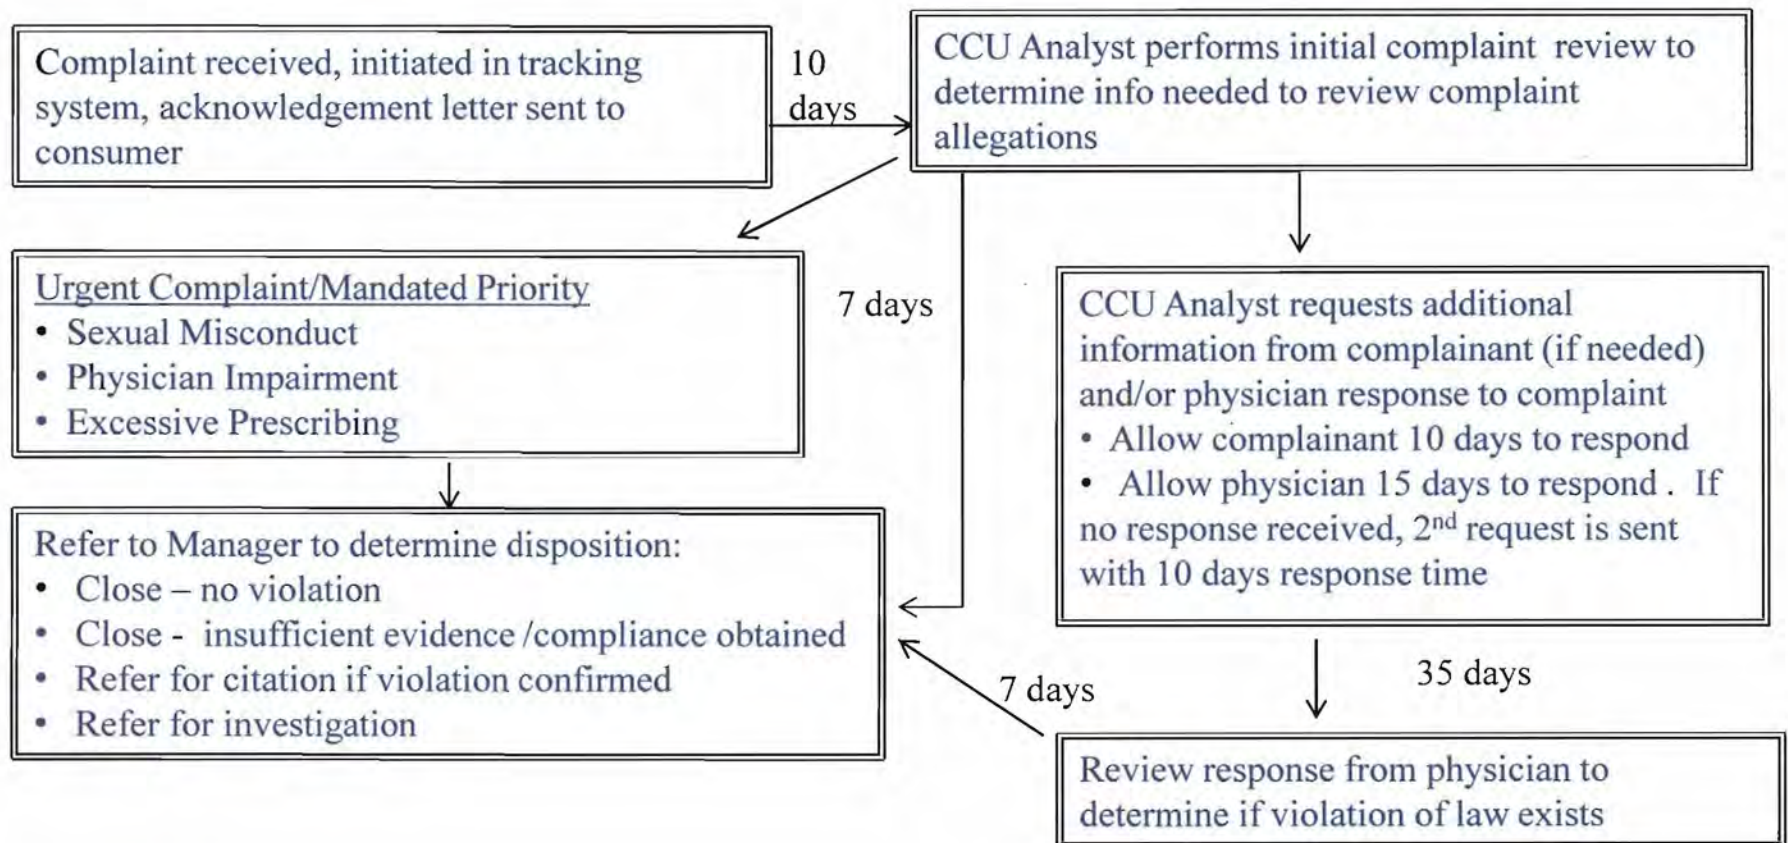 Complaint received, initiated in tracking
system, acknowledgement letter sent to
consumer
10
days
CCU Analyst performs initial complaint review to
determine info needed to review complaint
allegations
Urgent Complaint/Mandated Priority
• Sexual Misconduct
• Physician Impairment
• Excessive Prescribing
7 days
CCU Analyst requests additional
information from complainant (if needed)
and/or physician response to complaint
• Allow complainant 10 days to respond
• Allow physician 15 days to respond . If
no response received, 2nd request is sent
with 10 days response time
Refer to Manager to determine disposition:
• Close – no violation
• Close - insufficient evidence /compliance obtained
• Refer for citation if violation confirmed
• Refer for investigation
7 days
35 days
Review response from physician to
determine if violation of law exists